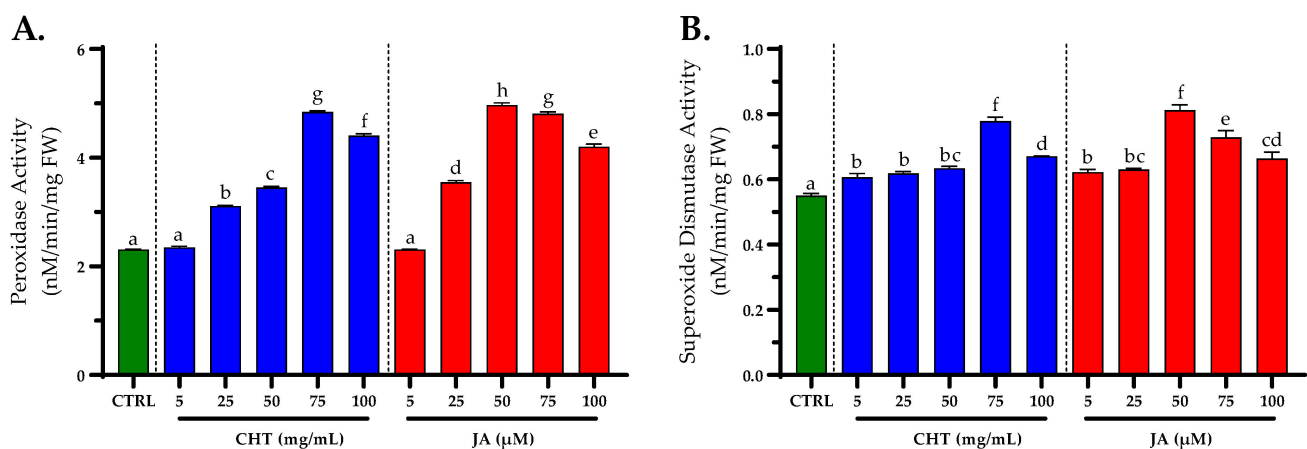 A.
Peroxidase Activity
(nM/min/mg FW)
6
4
2
0
a
a
b
c
g
f
a
d
h
g
e
CTRL 5 25 50 75 100 5 25 50 75 100
CHT (mg/mL) JA (μM)
B.
Superoxide Dismutase Activity
(nM/min/mg FW)
1.0
0.8
0.6
0.4
0.2
0.0
a
b
b
bc
f
d
b
bc
f
e
cd
CTRL 5 25 50 75 100 5 25 50 75 100
CHT (mg/mL) JA (μM)